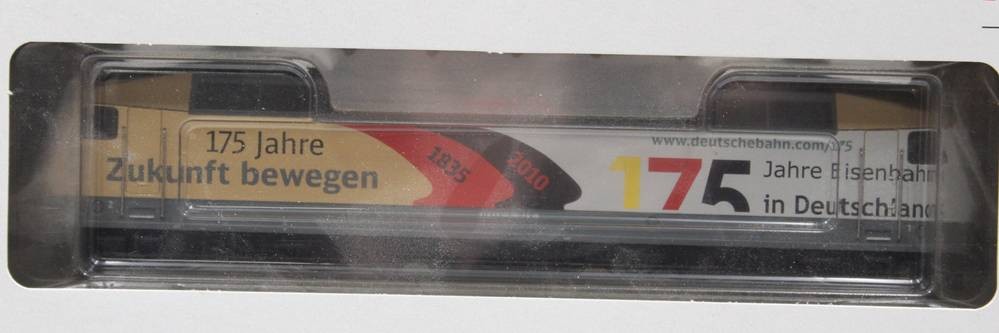 175 Jahre
Zukunft bewegen
1835
2010
www.deutschebahn.com/175
175
Jahre Eisenbahn
in Deutschland